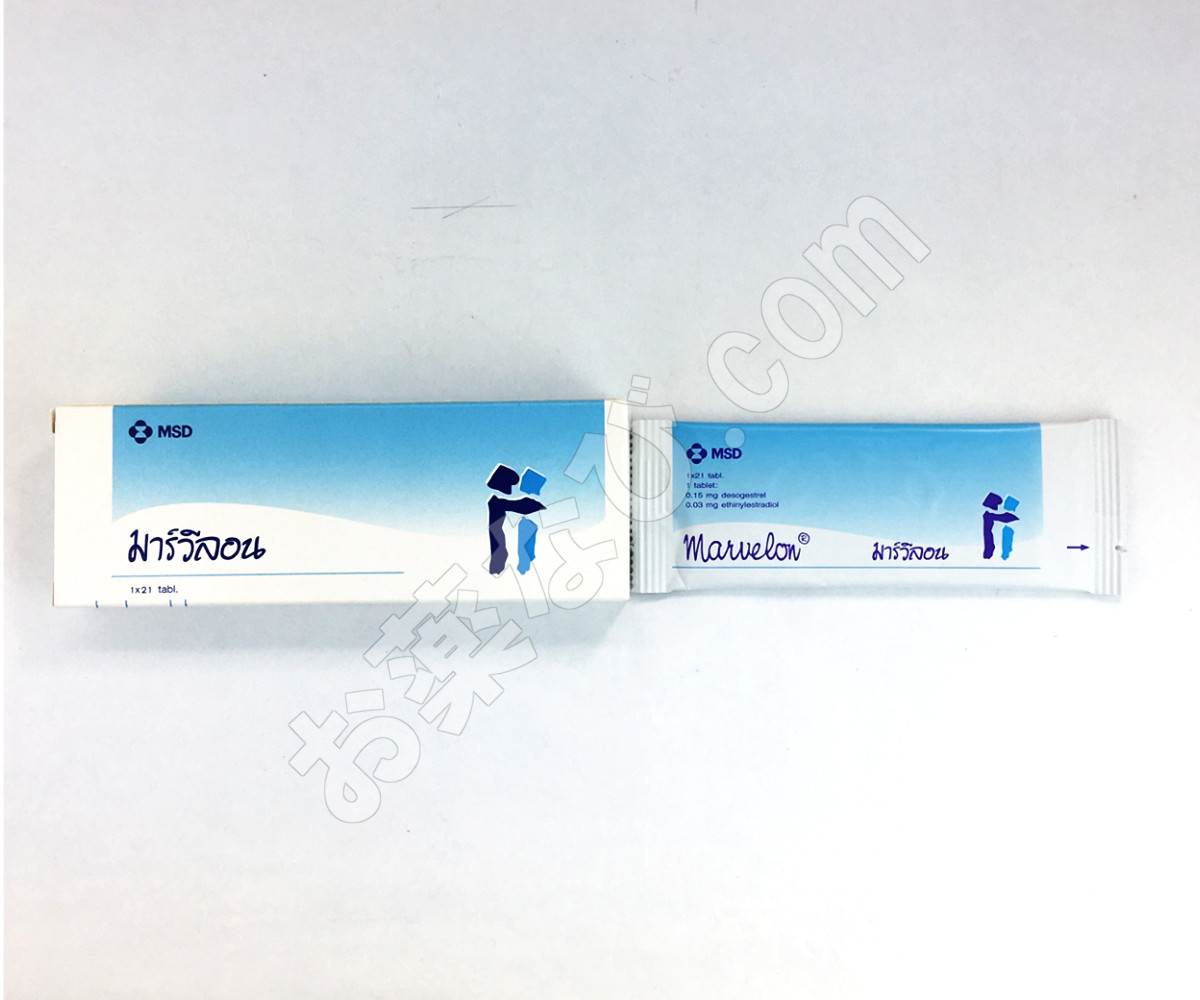 MSD
มาร์วีลอน
1x21 tabl.
MSD
1x21 tabl.
1 tablet:
0.15 mg desogestrel
0.03 mg ethinylestradiol
Marvelon®
มาร์วีลอน
お薬なび.com